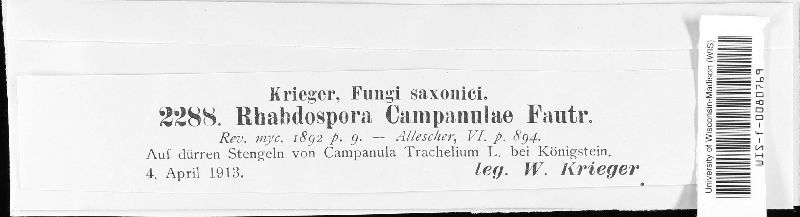 Krieger, Fungi saxonici.
2288. Rhabdospora Campanulae Fautr.
Rev. myc. 1892 p. 9. — Allescher, VI. p. 894.
Auf dürren Stengeln von Campanula Trachelium L. bei Königstein.
4. April 1913. leg. W. Krieger.
University of Wisconsin-Madison (WIS)
WIS-f-0080769